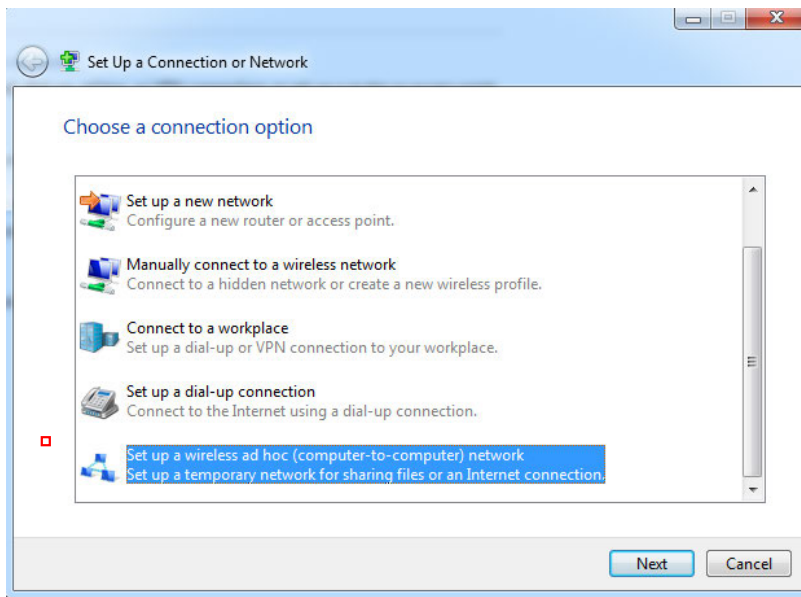 Set Up a Connection or Network
Choose a connection option
Set up a new network
Configure a new router or access point.
Manually connect to a wireless network
Connect to a hidden network or create a new wireless profile.
Connect to a workplace
Set up a dial-up or VPN connection to your workplace.
Set up a dial-up connection
Connect to the Internet using a dial-up connection.
Set up a wireless ad hoc (computer-to-computer) network
Set up a temporary network for sharing files or an Internet connection.
Next Cancel